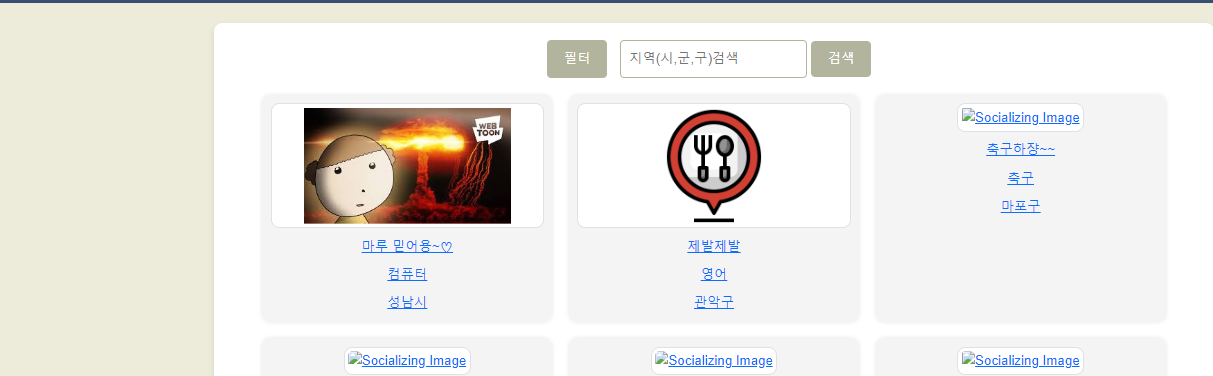 필터
지역(시,군,구)검색
검색
WEB
TOON
마루 믿어용~♡
컴퓨터
성남시
제발제발
영어
관악구
Socializing Image
축구하쟝~~
축구
마포구
Socializing Image
Socializing Image
Socializing Image